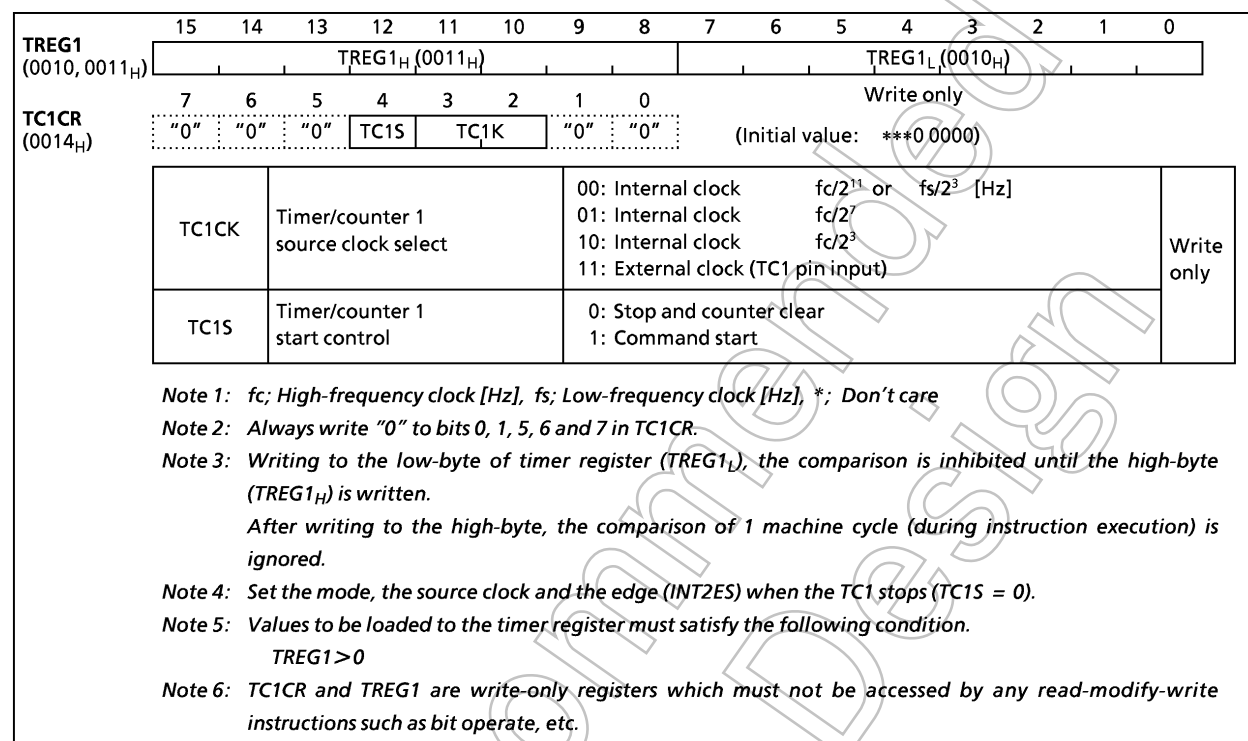 15 14 13 12 11 10 9 8 7 6 5 4 3 2 1 0
TREG1
(0010, 0011H)
TREG1H (0011H) TREG1L (0010H)
Write only
7 6 5 4 3 2 1 0
TC1CR
(0014H)
“0” “0” “0” TC1S TC1K “0” “0”
(Initial value: ***0 0000)
TC1CK
Timer/counter 1
source clock select
00: Internal clock fc/2¹¹ or fs/2³ [Hz]
01: Internal clock fc/2⁷
10: Internal clock fc/2³
11: External clock (TC1 pin input)
Write
only
TC1S
Timer/counter 1
start control
0: Stop and counter clear
1: Command start
Note 1: fc; High-frequency clock [Hz], fs; Low-frequency clock [Hz], *; Don't care
Note 2: Always write "0" to bits 0, 1, 5, 6 and 7 in TC1CR.
Note 3: Writing to the low-byte of timer register (TREG1L), the comparison is inhibited until the high-byte
(TREG1H) is written.
After writing to the high-byte, the comparison of 1 machine cycle (during instruction execution) is
ignored.
Note 4: Set the mode, the source clock and the edge (INT2ES) when the TC1 stops (TC1S = 0).
Note 5: Values to be loaded to the timer register must satisfy the following condition.
TREG1>0
Note 6: TC1CR and TREG1 are write-only registers which must not be accessed by any read-modify-write
instructions such as bit operate, etc.
ommended
Design